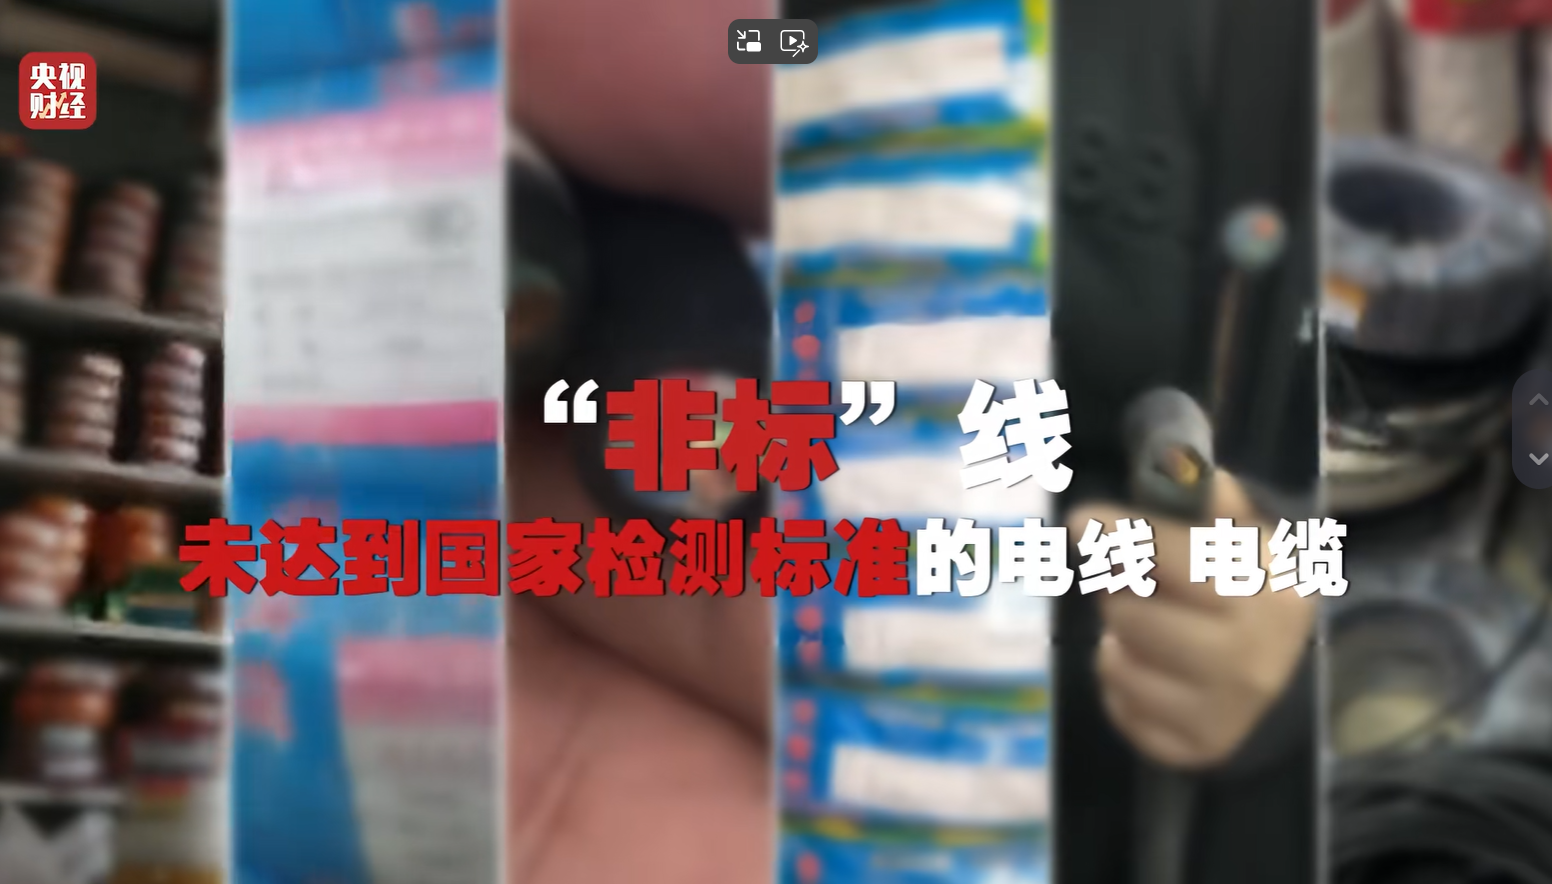 央视
财经
“非标” 线
未达到国家检测标准的电线 电缆